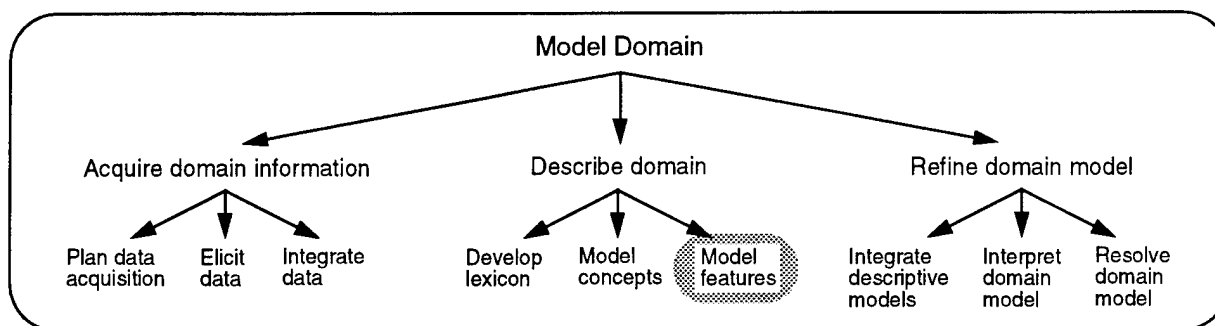 Model Domain
Acquire domain information
Describe domain
Refine domain model
Plan data
acquisition
Elicit
data
Integrate
data
Develop
lexicon
Model
concepts
Model
features
Integrate
descriptive
models
Interpret
domain
model
Resolve
domain
model